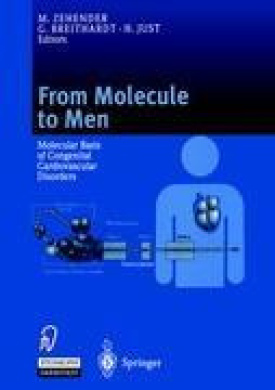 M. ZEHENDER
G. BREITHARDT · H. JUST
Editors
From Molecule
to Men
Molecular Basis
of Congenital
Cardiovascular
Disorders
Springer